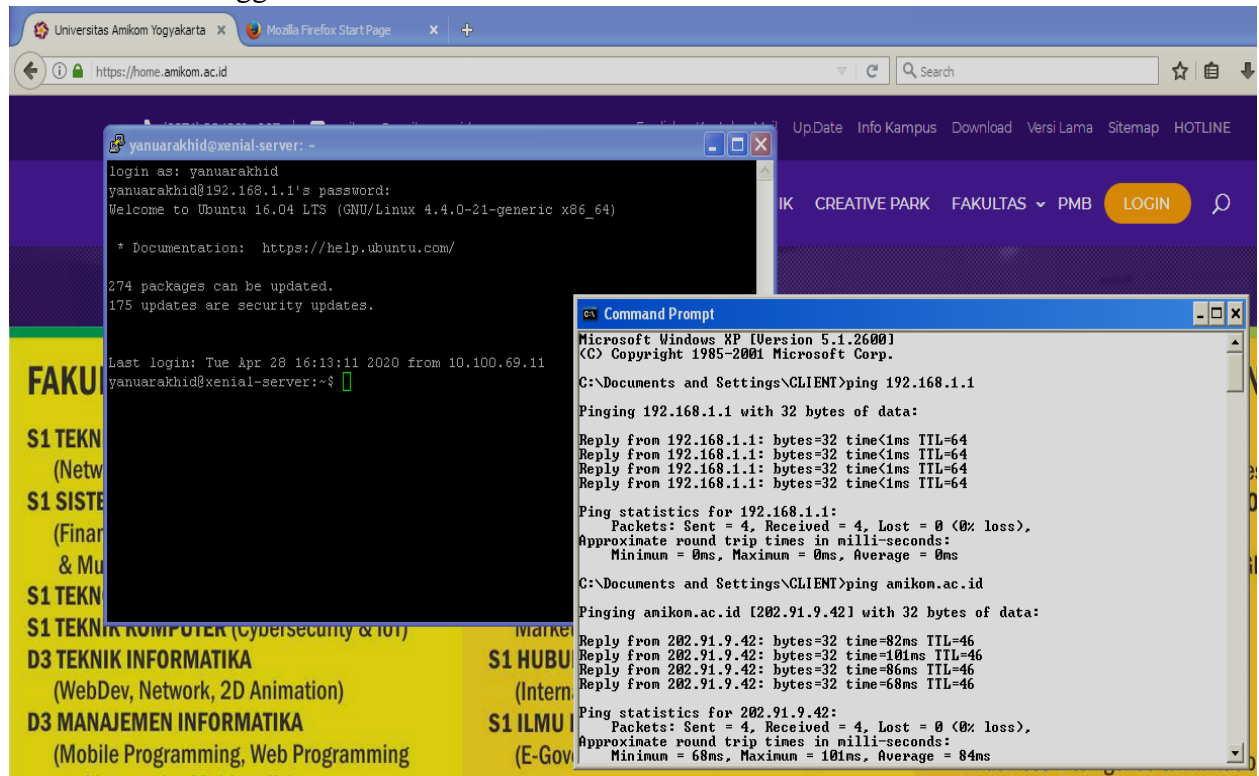 Universitas Amikom Yogyakarta
Mozilla Firefox Start Page
https://home.amikom.ac.id
Search
Up.Date Info Kampus Download Versi Lama Sitemap HOTLINE
IK CREATIVE PARK FAKULTAS PMB LOGIN
yanuarakhid@xenial-server: ~
login as: yanuarakhid
yanuarakhid@192.168.1.1's password:
Welcome to Ubuntu 16.04 LTS (GNU/Linux 4.4.0-21-generic x86_64)
* Documentation: https://help.ubuntu.com/
274 packages can be updated.
175 updates are security updates.
Last login: Tue Apr 28 16:13:11 2020 from 10.100.69.11
yanuarakhid@xenial-server:~$
Command Prompt
Microsoft Windows XP [Version 5.1.2600]
(C) Copyright 1985-2001 Microsoft Corp.
C:\Documents and Settings\CLIENT>ping 192.168.1.1
Pinging 192.168.1.1 with 32 bytes of data:
Reply from 192.168.1.1: bytes=32 time<1ms TTL=64
Reply from 192.168.1.1: bytes=32 time<1ms TTL=64
Reply from 192.168.1.1: bytes=32 time<1ms TTL=64
Reply from 192.168.1.1: bytes=32 time<1ms TTL=64
Ping statistics for 192.168.1.1:
Packets: Sent = 4, Received = 4, Lost = 0 (0% loss),
Approximate round trip times in milli-seconds:
Minimum = 0ms, Maximum = 0ms, Average = 0ms
C:\Documents and Settings\CLIENT>ping amikom.ac.id
Pinging amikom.ac.id [202.91.9.42] with 32 bytes of data:
Reply from 202.91.9.42: bytes=32 time=82ms TTL=46
Reply from 202.91.9.42: bytes=32 time=101ms TTL=46
Reply from 202.91.9.42: bytes=32 time=86ms TTL=46
Reply from 202.91.9.42: bytes=32 time=68ms TTL=46
Ping statistics for 202.91.9.42:
Packets: Sent = 4, Received = 4, Lost = 0 (0% loss),
Approximate round trip times in milli-seconds:
Minimum = 68ms, Maximum = 101ms, Average = 84ms
FAKU
S1 TEKN
(Netw
S1 SISTE
(Finan
& Mu
S1 TEKN
S1 TEKNIK KOMPUTER (Cybersecurity & IoT)
D3 TEKNIK INFORMATIKA
(WebDev, Network, 2D Animation)
D3 MANAJEMEN INFORMATIKA
(Mobile Programming, Web Programming
Market
S1 HUBU
(Intern
S1 ILMU
(E-Gov